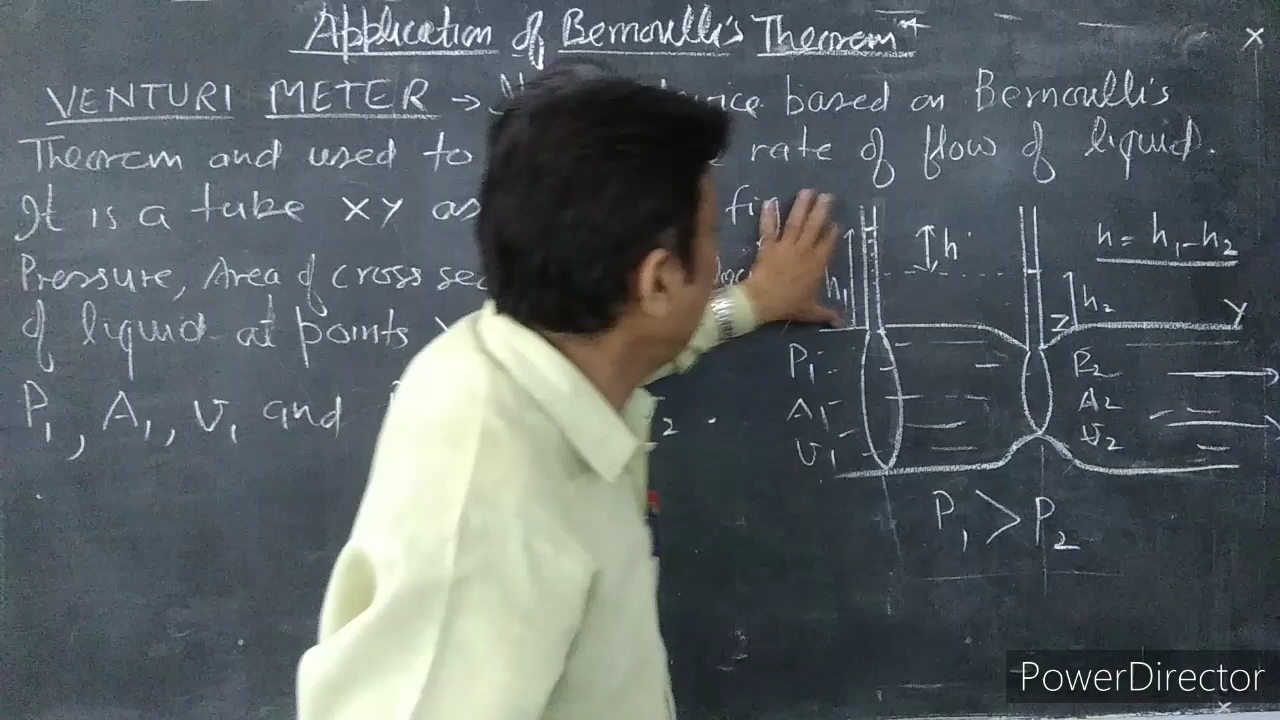 Application of Bernoulli's Theorem
VENTURI METER → based on Bernoulli's
Theorem and used to rate of flow of liquid.
It is a tube XY as fig
Pressure, Area of cross sec
of liquid at points
P1, A1, v1 and 2.
h
h = h1-h2
h1
h2
Z
Y
P1
P2
A1
A2
v1
v2
P1 > P2
X
PowerDirector